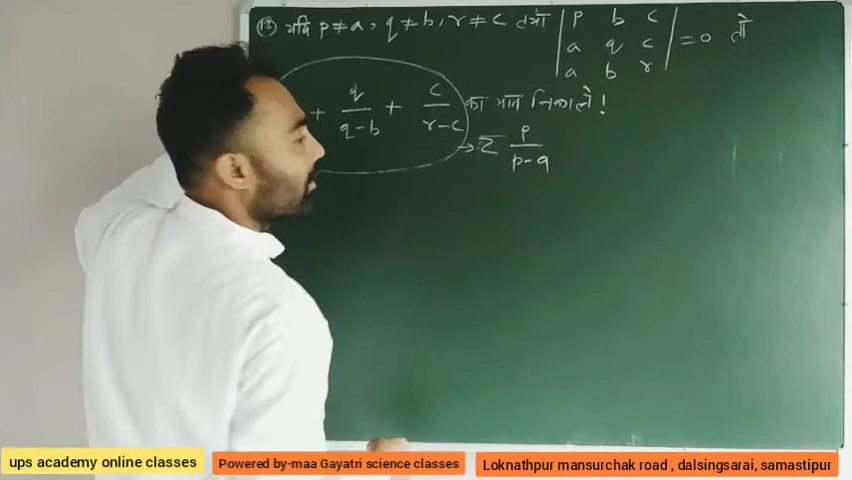 (13) यदि p≠a, q≠b, r≠c तथा | p b c | = 0 तो
| a q c |
| a b r |
+ q/(q-b) + c/(r-c) का मान निकालें!
→ Σ p/(p-a)
ups academy online classes
Powered by-maa Gayatri science classes
Loknathpur mansurchak road , dalsingsarai, samastipur